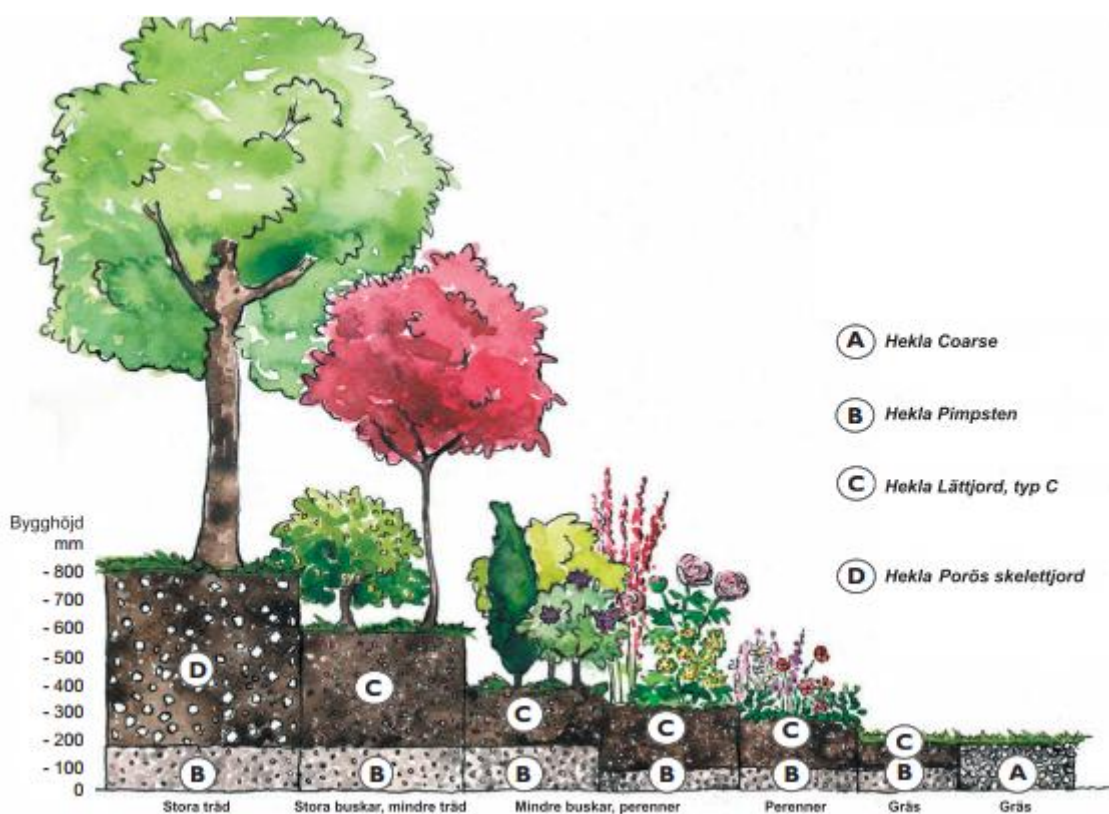 A Hekla Coarse
B Hekla Pimpsten
C Hekla Lättjord, typ C
D Hekla Porös skelettjord
Bygghöjd
mm
- 800
- 700
- 600
- 500
- 400
- 300
- 200
- 100
0
D
C
C
C
C
C
B
B
B
B
B
B
A
Stora träd
Stora buskar, mindre träd
Mindre buskar, perenner
Perenner
Gräs
Gräs